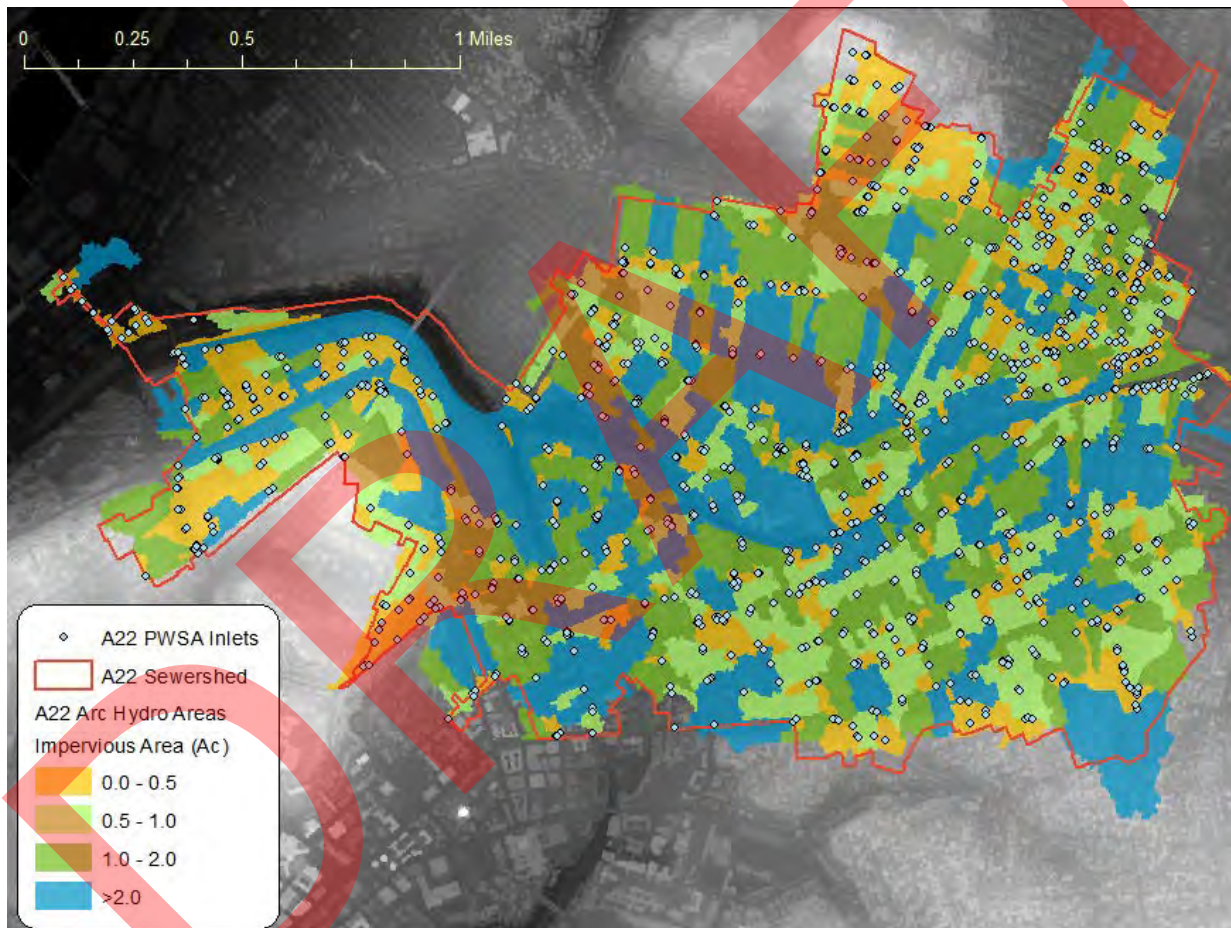 0 0.25 0.5 1 Miles
DRAFT
A22 PWSA Inlets
A22 Sewershed
A22 Arc Hydro Areas
Impervious Area (Ac)
0.0 - 0.5
0.5 - 1.0
1.0 - 2.0
>2.0